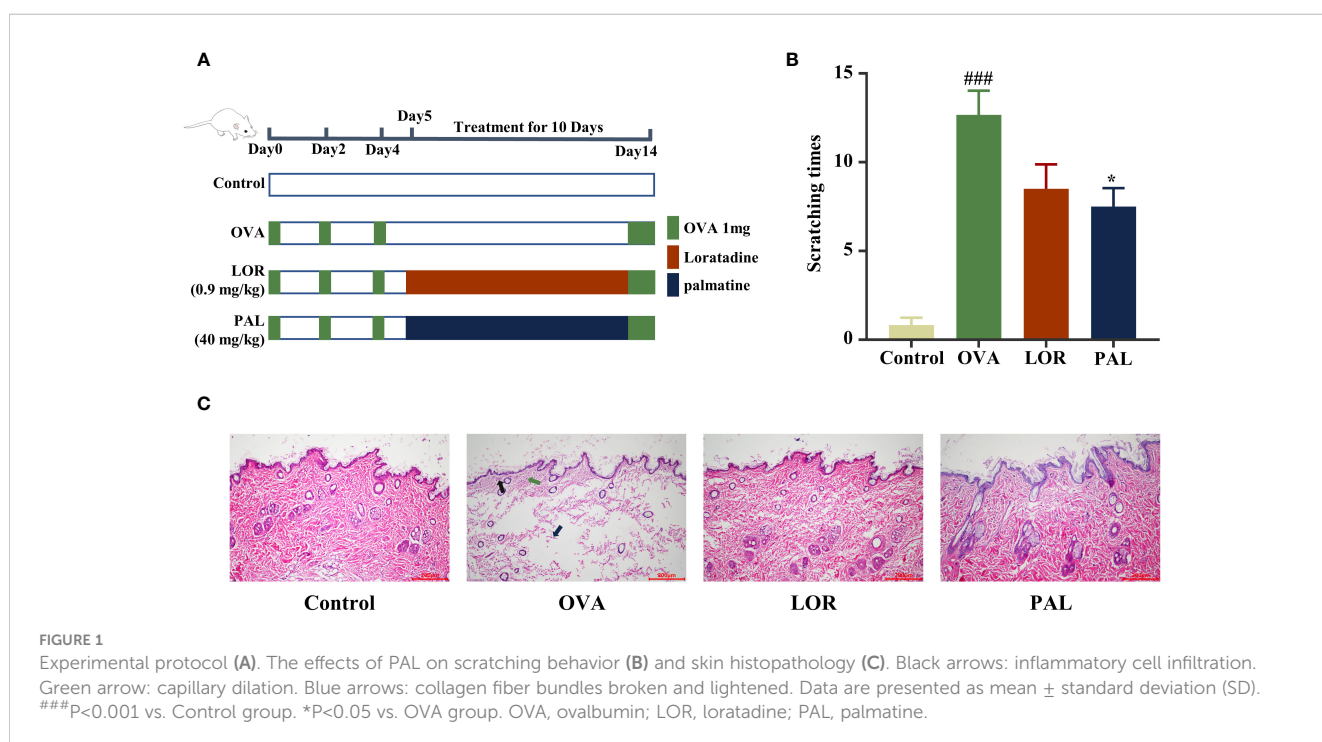 A
Day5
Treatment for 10 Days
Day0 Day2 Day4 Day14
Control
OVA
LOR
(0.9 mg/kg)
PAL
(40 mg/kg)
OVA 1mg
Loratadine
palmatine
B
Scratching times
15
10
5
0
###
*
Control OVA LOR PAL
C
Control OVA LOR PAL
FIGURE 1
Experimental protocol (A). The effects of PAL on scratching behavior (B) and skin histopathology (C). Black arrows: inflammatory cell infiltration.
Green arrow: capillary dilation. Blue arrows: collagen fiber bundles broken and lightened. Data are presented as mean ± standard deviation (SD).
###P<0.001 vs. Control group. *P<0.05 vs. OVA group. OVA, ovalbumin; LOR, loratadine; PAL, palmatine.